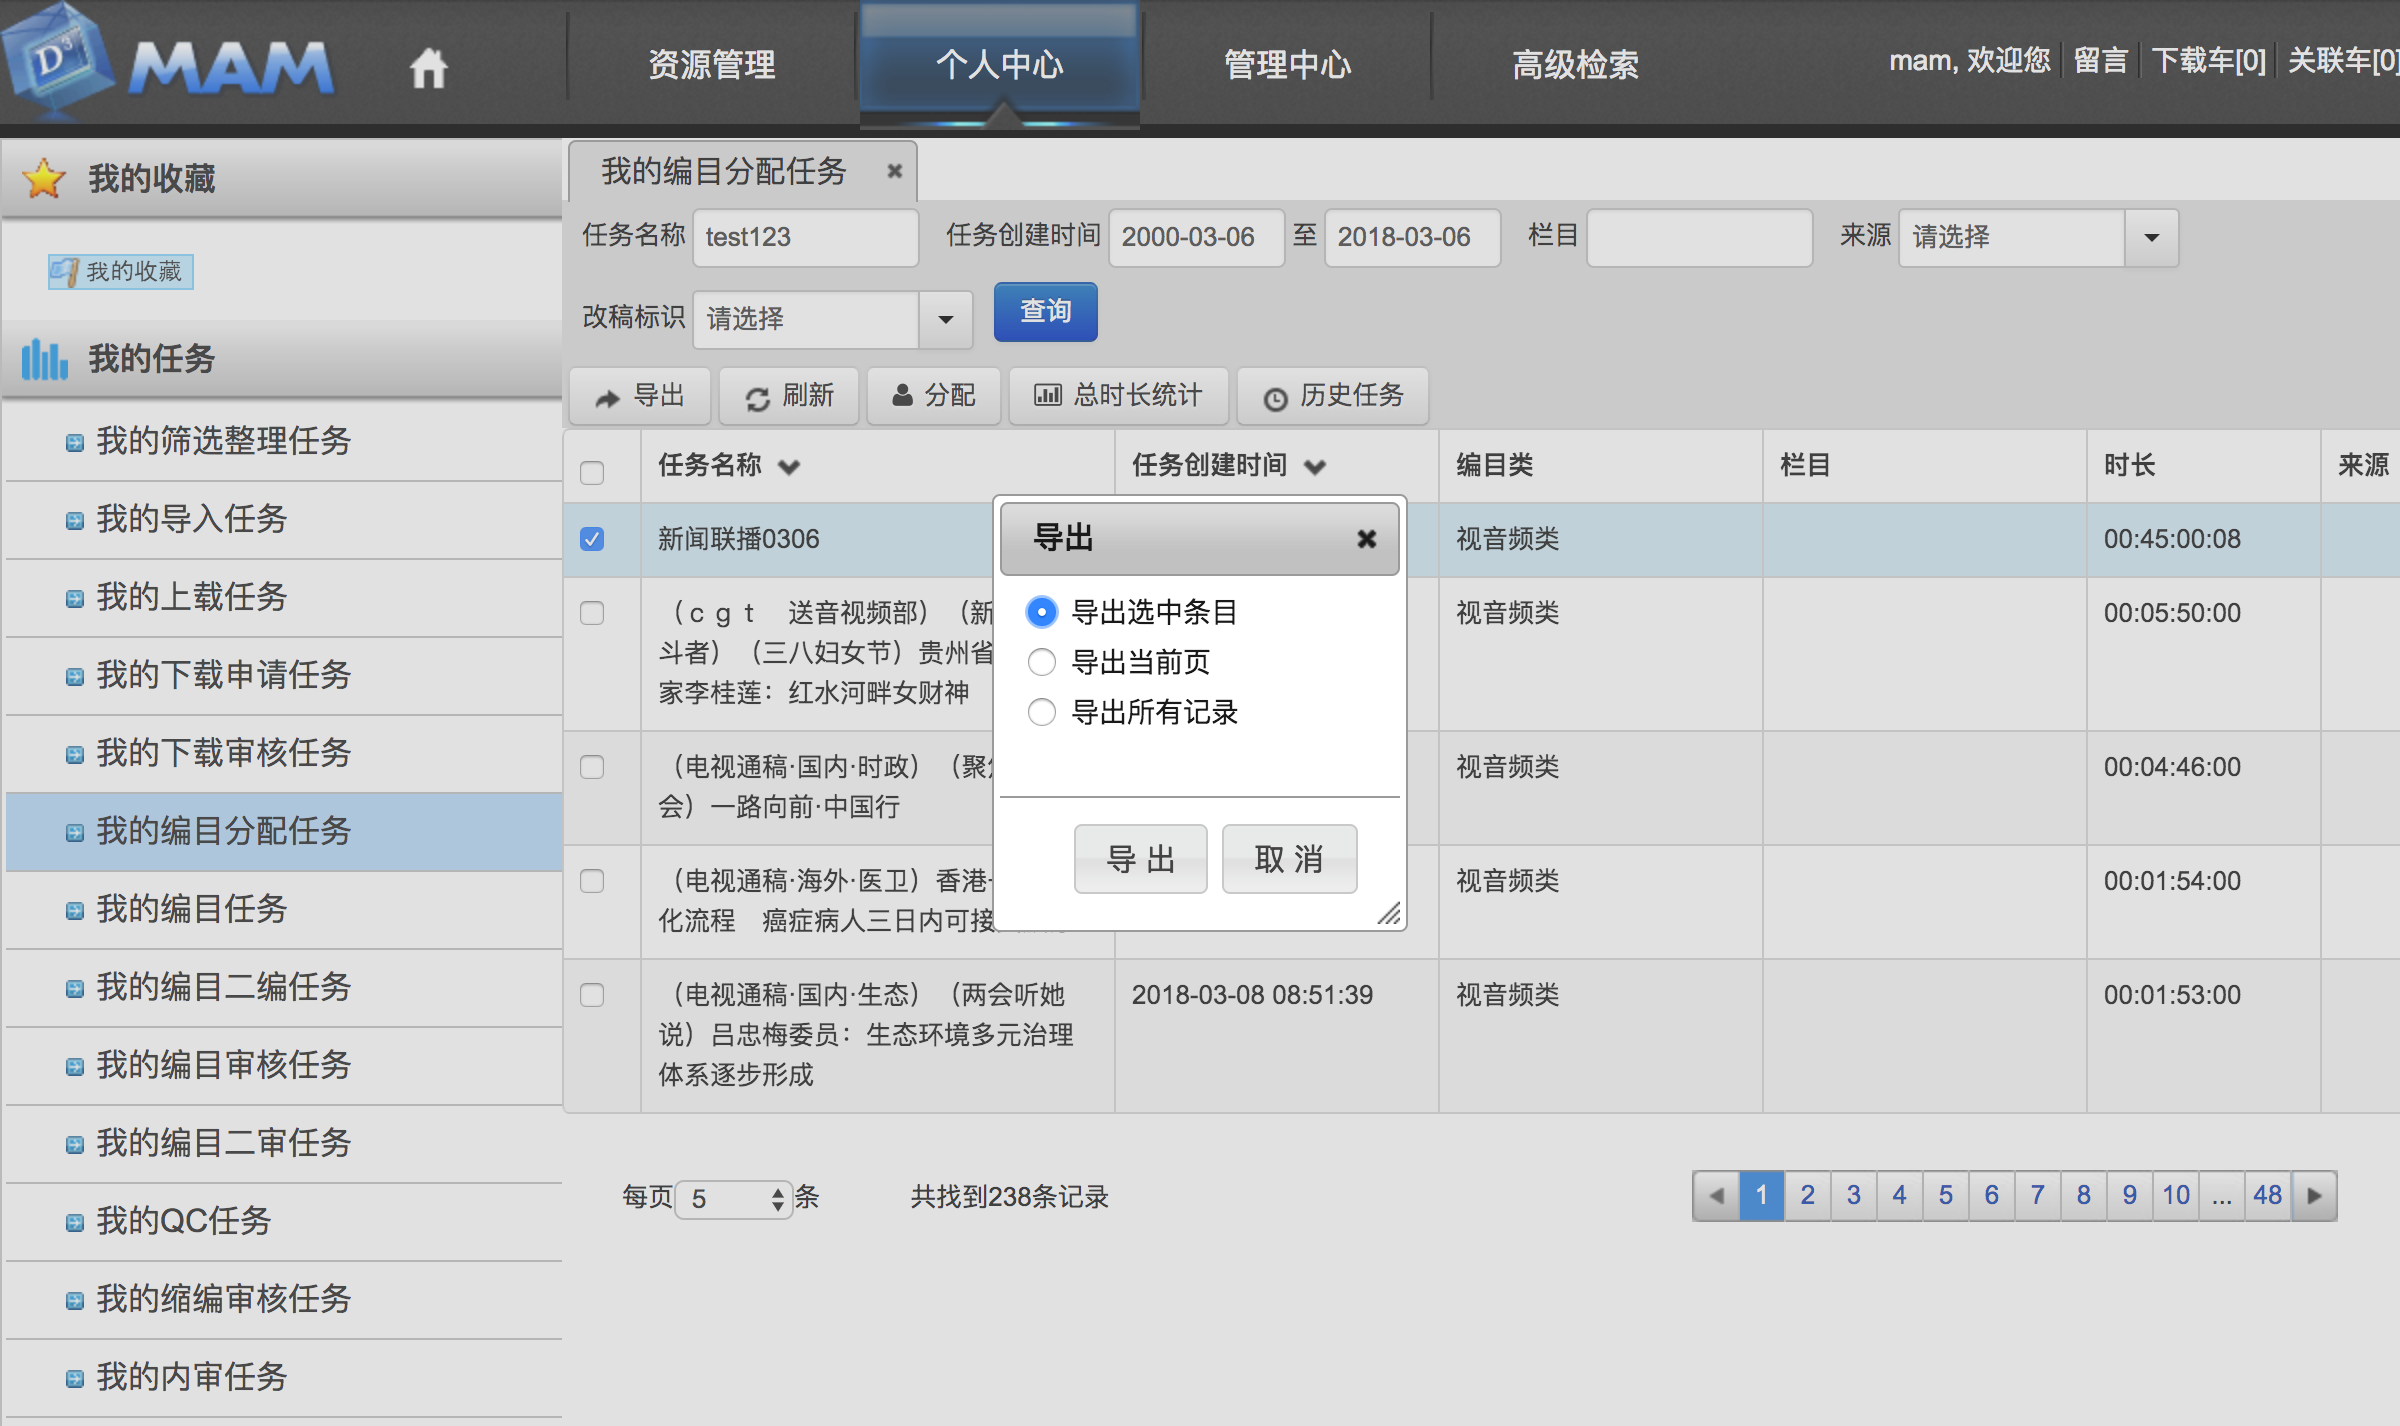 D³ MAM
资源管理 个人中心 管理中心 高级检索 mam, 欢迎您 留言 下载车[0] 关联车[0]
我的收藏 我的编目分配任务
任务名称 test123 任务创建时间 2000-03-06 至 2018-03-06 栏目 来源 请选择
我的收藏
改稿标识 请选择 查询
我的任务
导出 刷新 分配 总时长统计 历史任务
我的筛选整理任务
我的导入任务
我的上载任务
我的下载申请任务
我的下载审核任务
我的编目分配任务
我的编目任务
我的编目二编任务
我的编目审核任务
我的编目二审任务
我的QC任务
我的缩编审核任务
我的内审任务
任务名称 任务创建时间 编目类 栏目 时长 来源
新闻联播0306 视音频类 00:45:00:08
（ｃｇｔ　送音视频部）（新
斗者）（三八妇女节）贵州省
家李桂莲：红水河畔女财神
视音频类 00:05:50:00
（电视通稿·国内·时政）（聚
会）一路向前·中国行
视音频类 00:04:46:00
（电视通稿·海外·医卫）香港
化流程　癌症病人三日内可接
视音频类 00:01:54:00
（电视通稿·国内·生态）（两会听她
说）吕忠梅委员：生态环境多元治理
体系逐步形成
2018-03-08 08:51:39 视音频类 00:01:53:00
导出
导出选中条目
导出当前页
导出所有记录
导 出 取 消
每页 5 条 共找到238条记录 1 2 3 4 5 6 7 8 9 10 ... 48